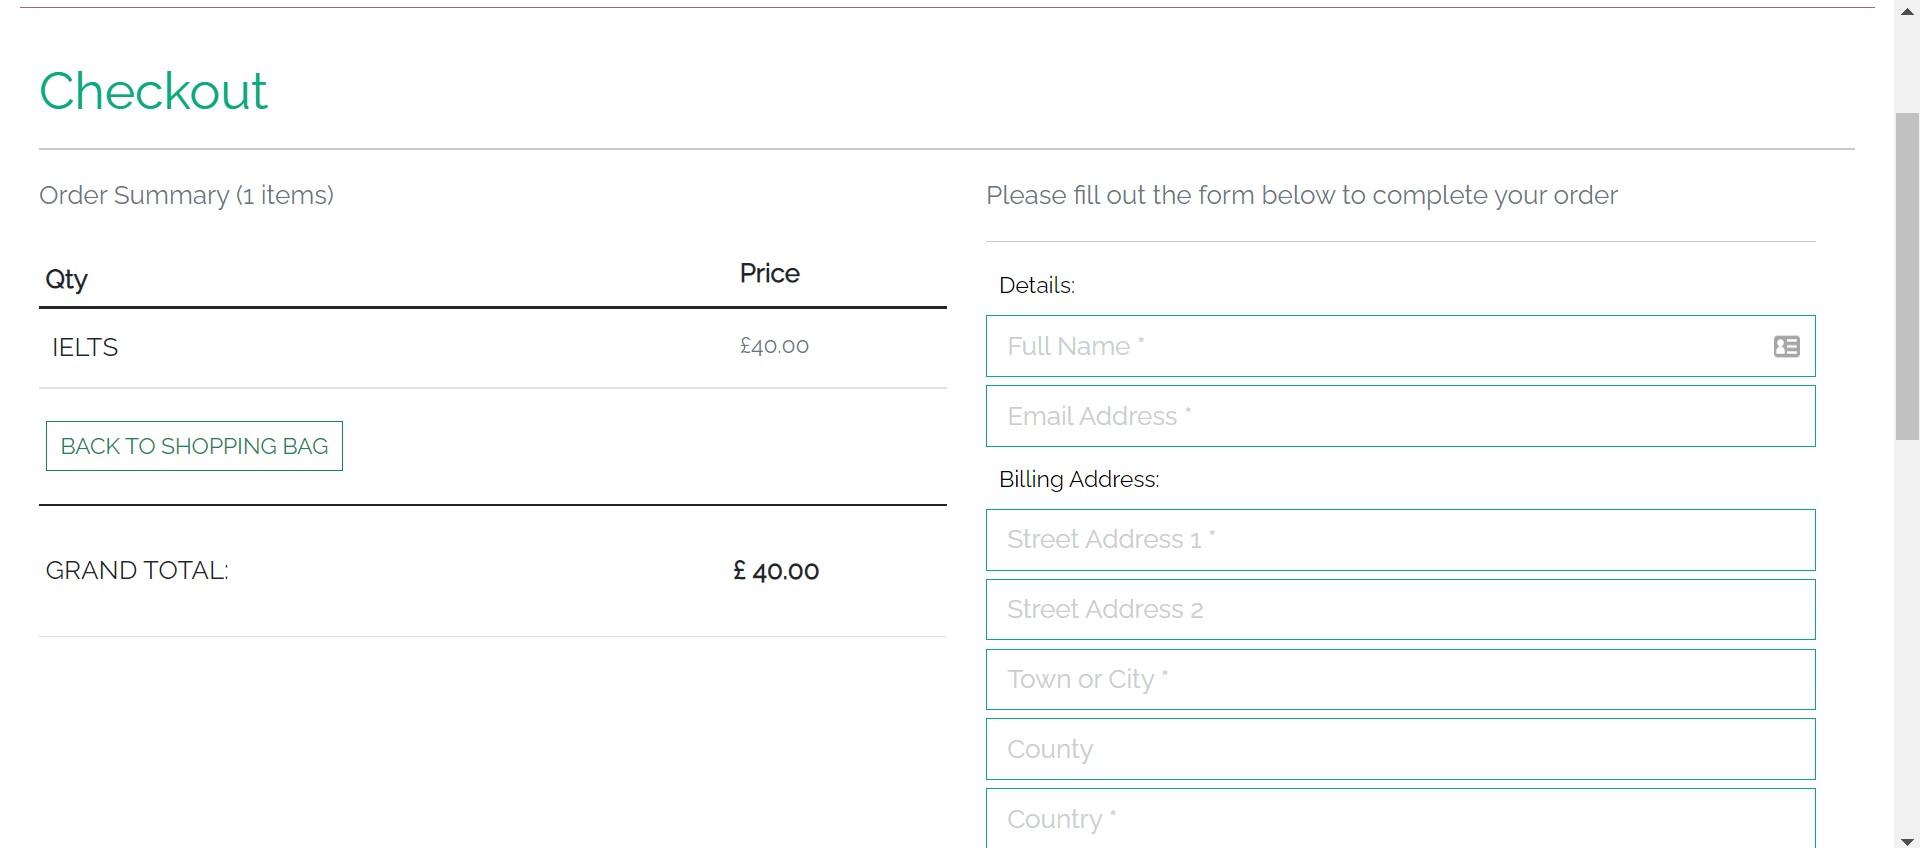 Checkout
Order Summary (1 items)
Qty
Price
IELTS
£40.00
BACK TO SHOPPING BAG
GRAND TOTAL:
£ 40.00
Please fill out the form below to complete your order
Details:
Full Name *
Email Address *
Billing Address:
Street Address 1 *
Street Address 2
Town or City *
County
Country *